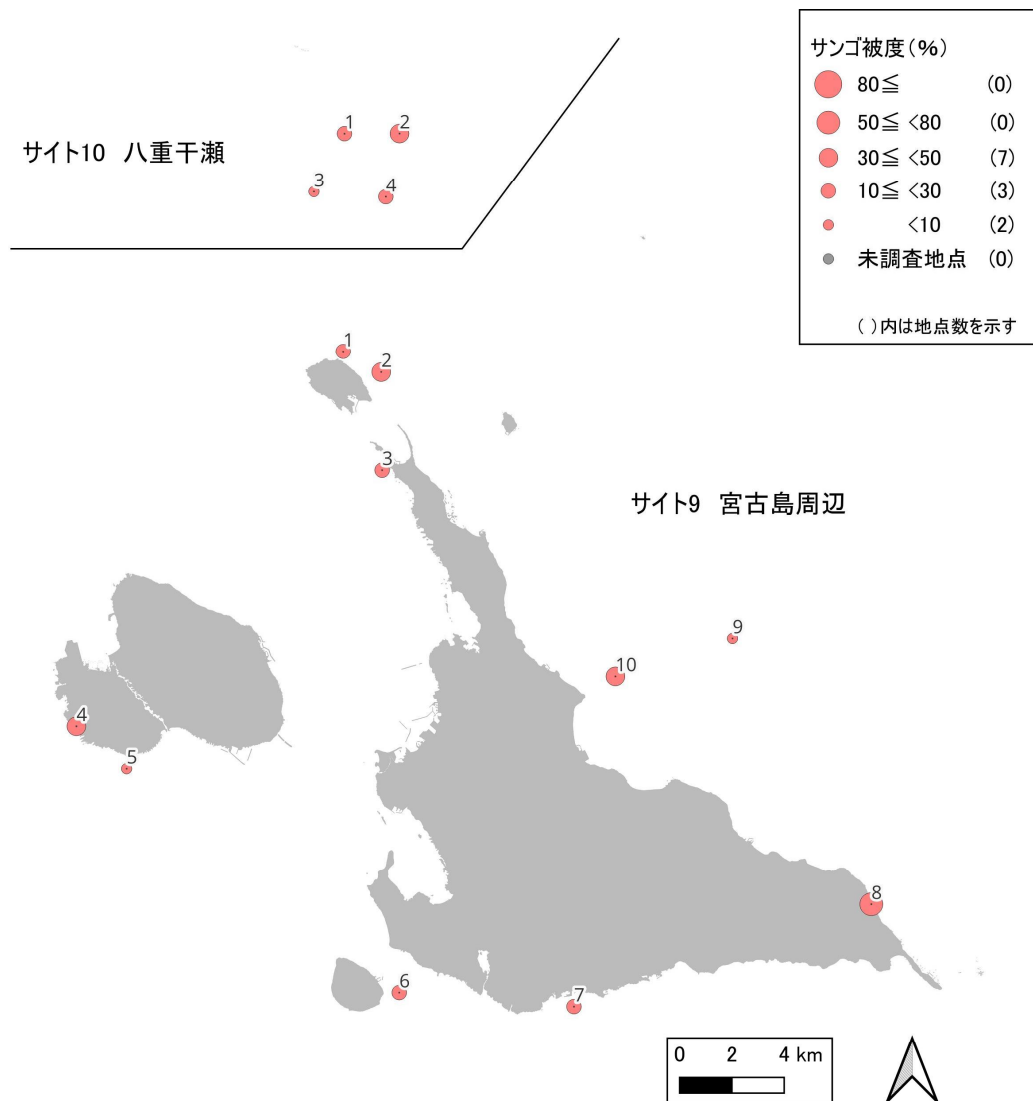 サンゴ被度(%)
80≦ (0)
50≦ <80 (0)
30≦ <50 (7)
10≦ <30 (3)
<10 (2)
未調査地点 (0)
( )内は地点数を示す
サイト10 八重干瀬
1
2
3
4
サイト9 宮古島周辺
1
2
3
4
5
6
7
8
9
10
0 2 4 km